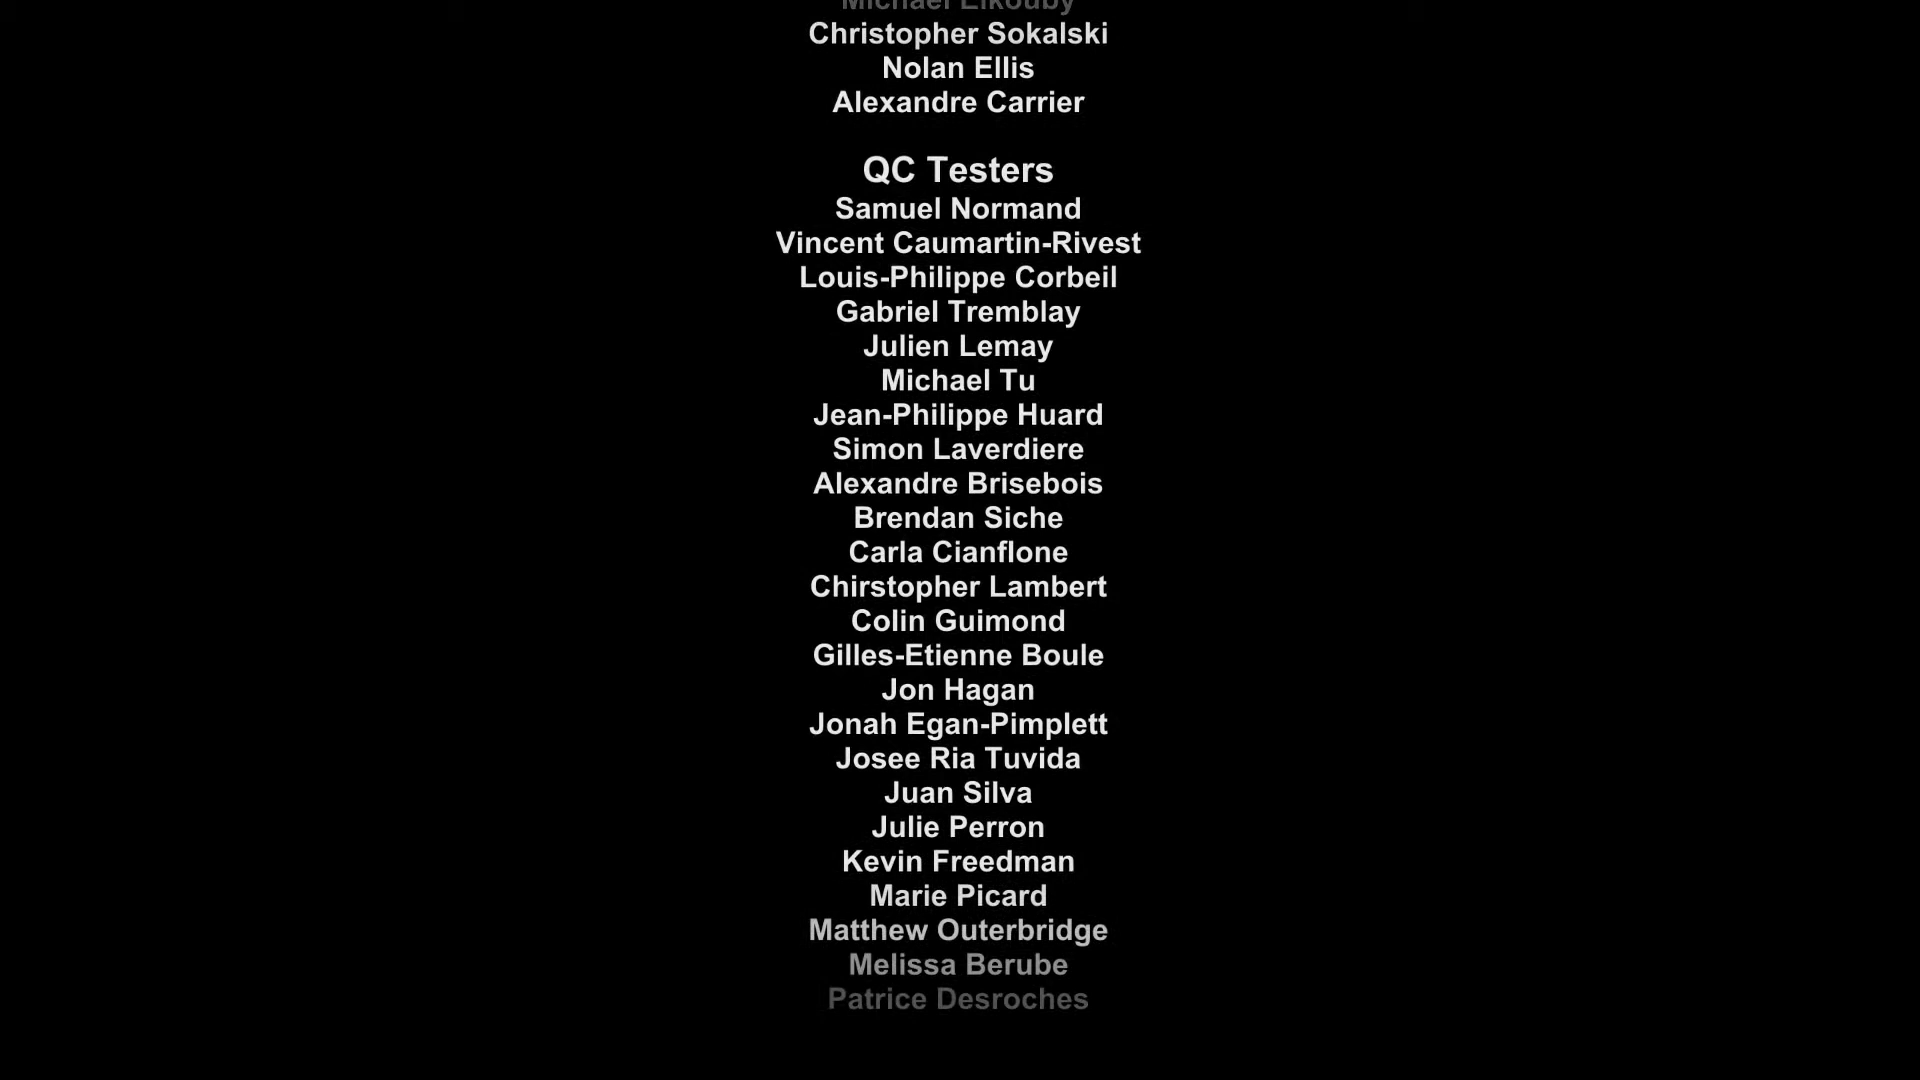 Michael Elkouby
Christopher Sokalski
Nolan Ellis
Alexandre Carrier
QC Testers
Samuel Normand
Vincent Caumartin-Rivest
Louis-Philippe Corbeil
Gabriel Tremblay
Julien Lemay
Michael Tu
Jean-Philippe Huard
Simon Laverdiere
Alexandre Brisebois
Brendan Siche
Carla Cianflone
Chirstopher Lambert
Colin Guimond
Gilles-Etienne Boule
Jon Hagan
Jonah Egan-Pimplett
Josee Ria Tuvida
Juan Silva
Julie Perron
Kevin Freedman
Marie Picard
Matthew Outerbridge
Melissa Berube
Patrice Desroches